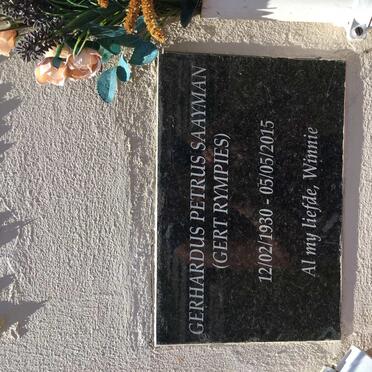 GERHARDUS PETRUS SAAYMAN
(GERT RYMPIES)
12/02/1930 - 05/05/2015
Al my liefde, Winnie